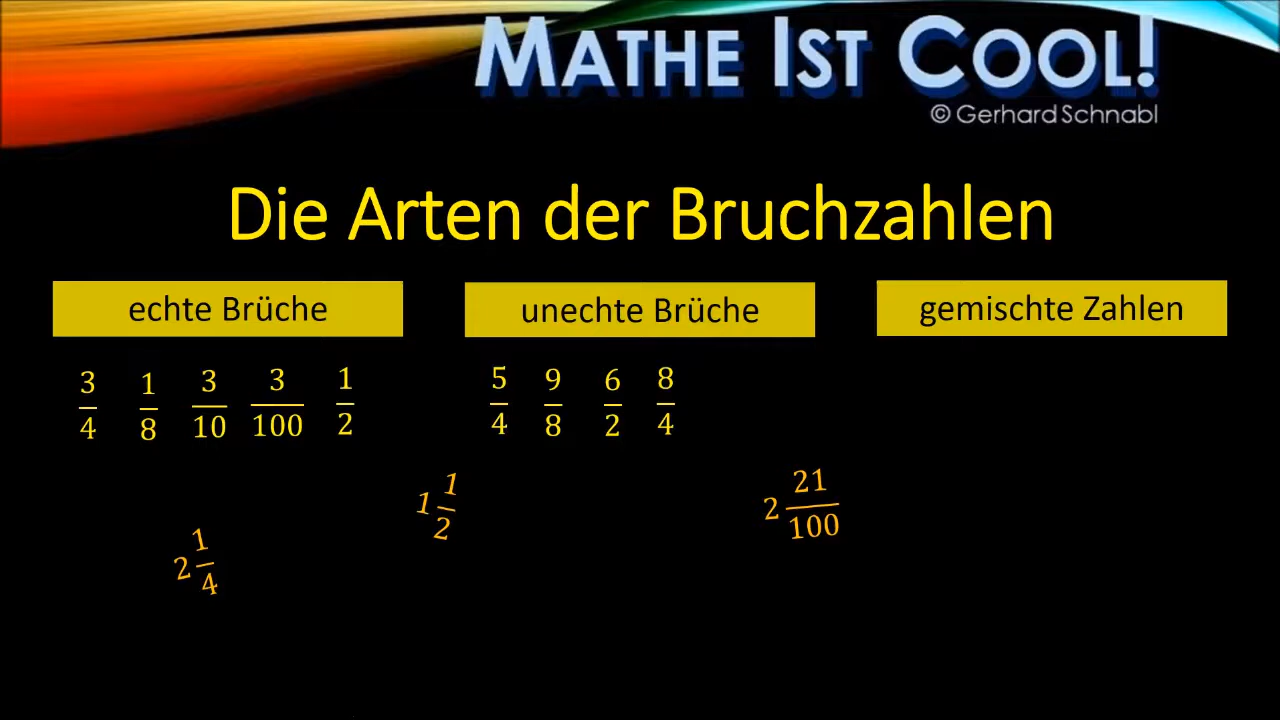 MATHE IST COOL!
© Gerhard Schnabl
Die Arten der Bruchzahlen
echte Brüche
unechte Brüche
gemischte Zahlen
3/4 1/8 3/10 3/100 1/2
5/4 9/8 6/2 8/4
1 1/2
2 21/100
2 1/4